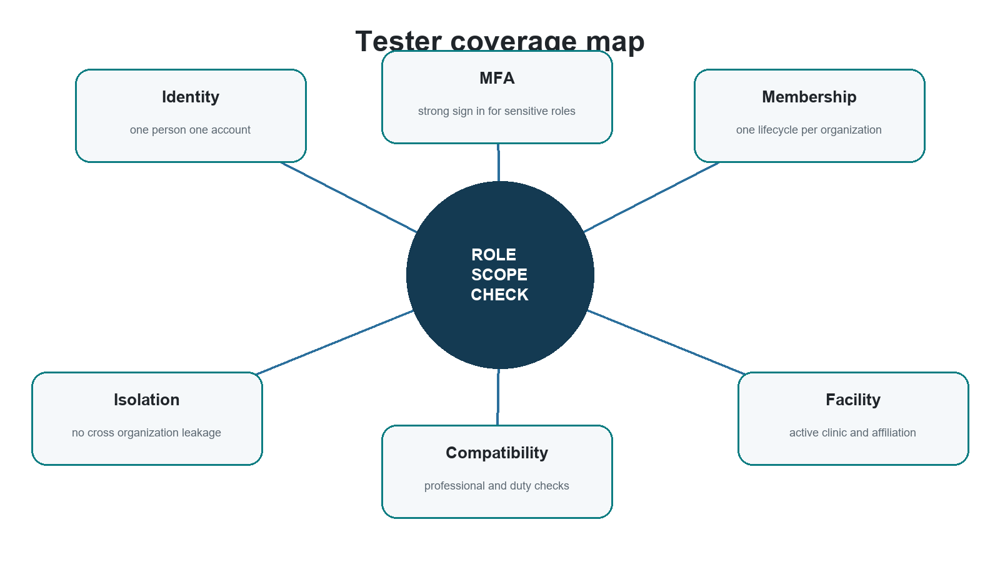 Tester coverage map
MFA
strong sign in for sensitive roles
Identity
one person one account
Membership
one lifecycle per organization
ROLE
SCOPE
CHECK
Isolation
no cross organization leakage
Facility
active clinic and affiliation
Compatibility
professional and duty checks